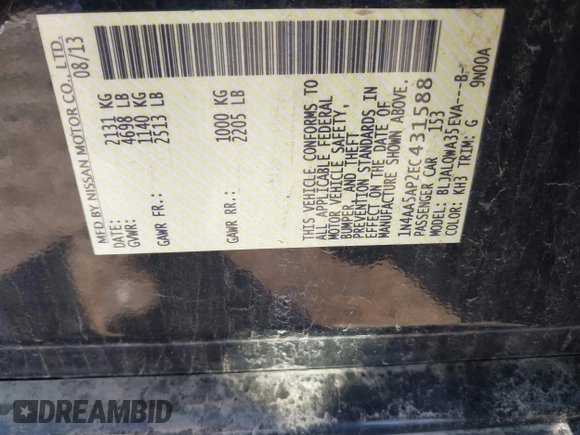 MFD BY NISSAN MOTOR CO., LTD.
DATE: 08/13
GVWR: 2131 KG
4698 LB
GAWR FR: 1140 KG
2513 LB
GAWR RR: 1000 KG
2205 LB
THIS VEHICLE CONFORMS TO
ALL APPLICABLE FEDERAL
MOTOR VEHICLE SAFETY,
BUMPER, AND THEFT
PREVENTION STANDARDS IN
EFFECT ON THE DATE OF
MANUFACTURE SHOWN ABOVE.
1N4AA5AP2EC431588
PASSENGER CAR 153
MODEL: BLJALQWA35EVA---B-
COLOR: KH3 TRIM: G 9N00A
DREAMBID